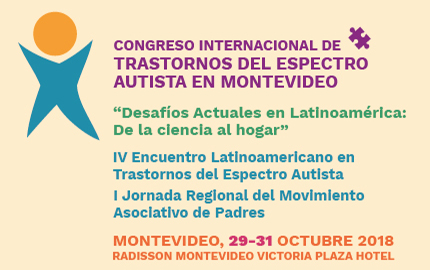 CONGRESO INTERNACIONAL DE
TRASTORNOS DEL ESPECTRO
AUTISTA EN MONTEVIDEO
“Desafíos Actuales en Latinoamérica:
De la ciencia al hogar”
IV Encuentro Latinoamericano en
Trastornos del Espectro Autista
I Jornada Regional del Movimiento
Asociativo de Padres
MONTEVIDEO, 29-31 OCTUBRE 2018
RADISSON MONTEVIDEO VICTORIA PLAZA HOTEL